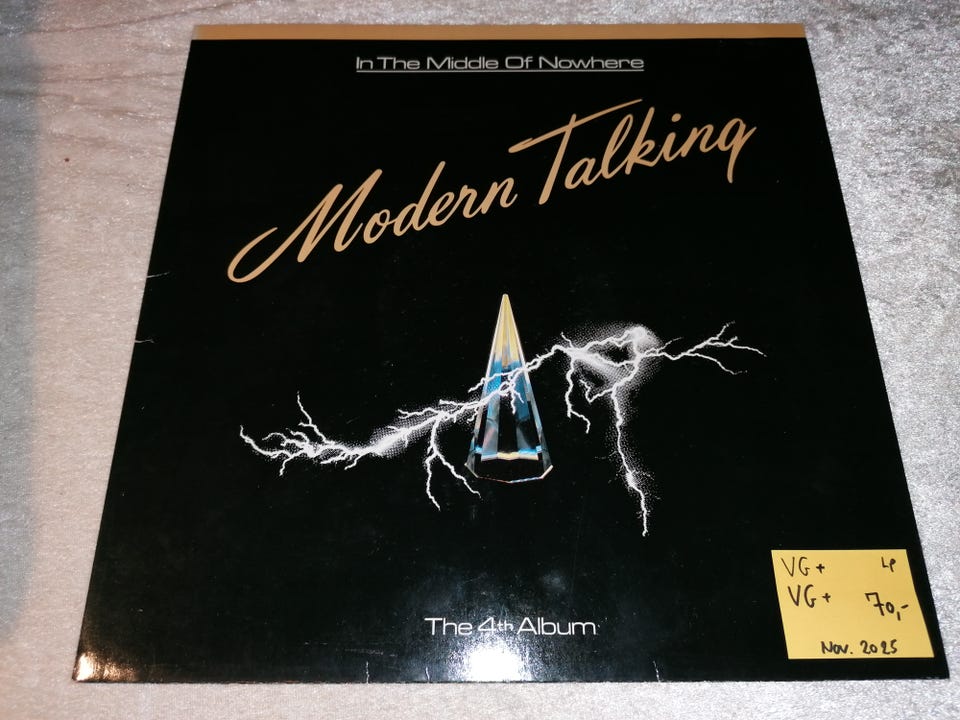 In The Middle Of Nowhere
Modern Talking
The 4th Album
VG+ LP
VG+ 70,-
Nov. 2025